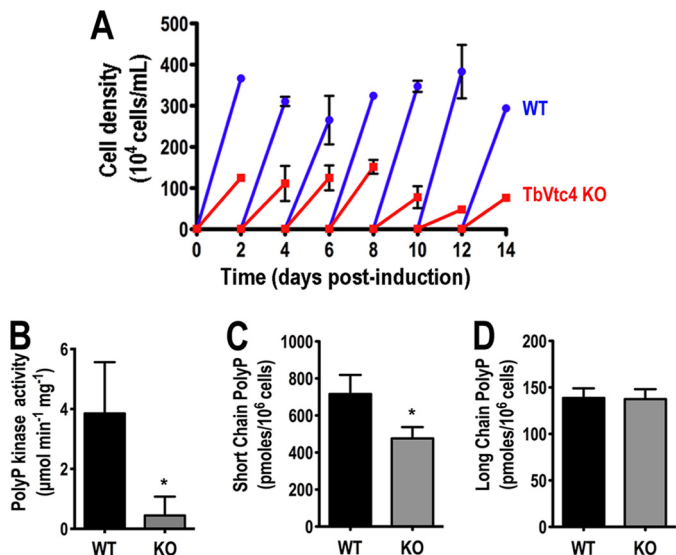 A
Cell density
(10⁴ cells/mL)
500
400
300
200
100
0
WT
TbVtc4 KO
0 2 4 6 8 10 12 14
Time (days post-induction)
B
PolyP kinase activity
(µmol min⁻¹ mg⁻¹)
6
4
2
0
*
WT KO
C
Short Chain PolyP
(pmoles/10⁶ cells)
1000
800
600
400
200
0
*
WT KO
D
Long Chain PolyP
(pmoles/10⁶ cells)
200
150
100
50
0
WT KO